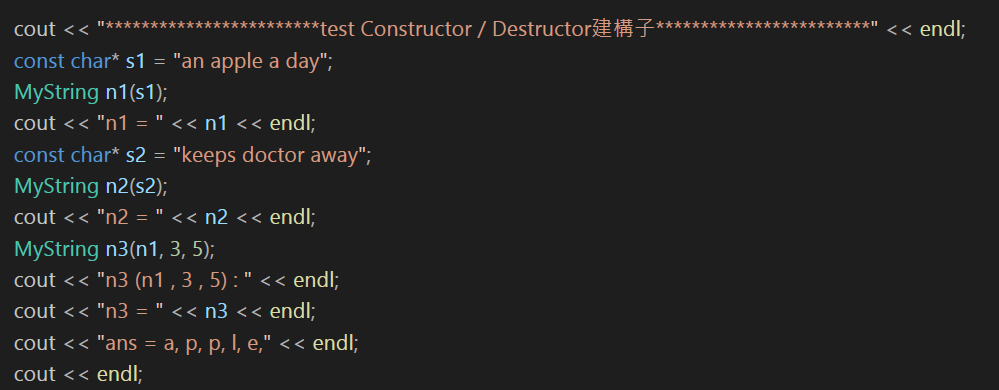 cout << "************************test Constructor / Destructor建構子************************" << endl;
const char* s1 = "an apple a day";
MyString n1(s1);
cout << "n1 = " << n1 << endl;
const char* s2 = "keeps doctor away";
MyString n2(s2);
cout << "n2 = " << n2 << endl;
MyString n3(n1, 3, 5);
cout << "n3 (n1 , 3 , 5) : " << endl;
cout << "n3 = " << n3 << endl;
cout << "ans = a, p, p, l, e," << endl;
cout << endl;